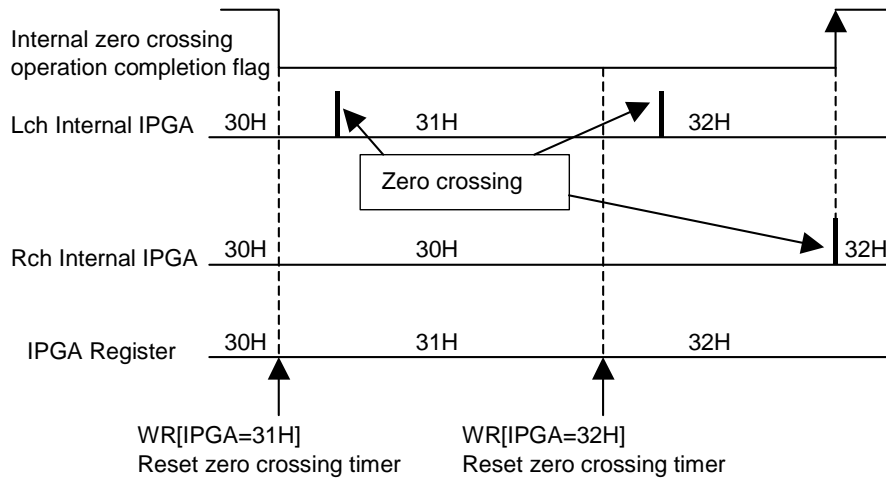 Internal zero crossing
operation completion flag
Lch Internal IPGA 30H 31H 32H
Zero crossing
Rch Internal IPGA 30H 30H 32H
IPGA Register 30H 31H 32H
WR[IPGA=31H] WR[IPGA=32H]
Reset zero crossing timer Reset zero crossing timer